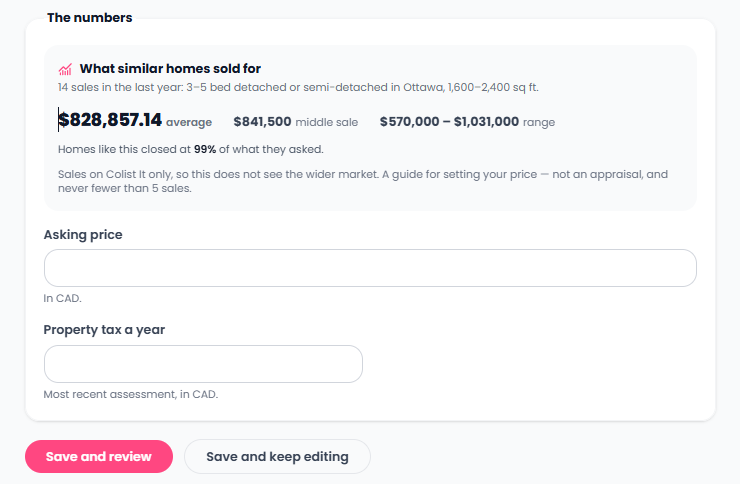 The numbers
What similar homes sold for
14 sales in the last year: 3–5 bed detached or semi-detached in Ottawa, 1,600–2,400 sq ft.
$828,857.14 average $841,500 middle sale $570,000 – $1,031,000 range
Homes like this closed at 99% of what they asked.
Sales on Colist It only, so this does not see the wider market. A guide for setting your price — not an appraisal, and
never fewer than 5 sales.
Asking price
In CAD.
Property tax a year
Most recent assessment, in CAD.
Save and review Save and keep editing